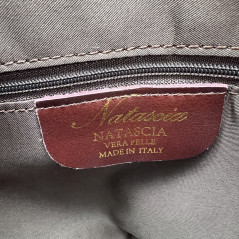 Natascia
NATASCIA
VERA PELLE
MADE IN ITALY